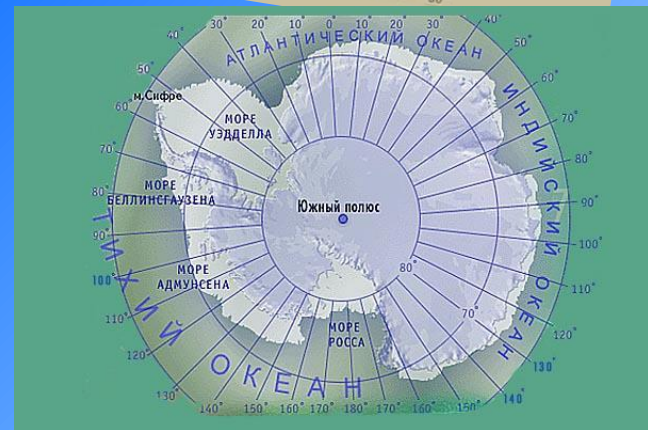 30° 20° 10° 0° 10° 20° 30° 40°
40° 50°
АТЛАНТИЧЕСКИЙ ОКЕАН
50° 60°
м.Сифре
60° 70°
МОРЕ
УЭДДЕЛЛА
ИНДИЙСКИЙ ОКЕАН
70° 80°
МОРЕ
БЕЛЛИНСГАУЗЕНА
80° 90°
Южный полюс
90° 100°
ТИХИЙ ОКЕАН
80°
МОРЕ
АДМУНСЕНА
100° 110°
70°
МОРЕ
РОССА
110° 120°
120° 130°
130° 140°
140° 150° 160° 170° 180° 170° 160° 150°